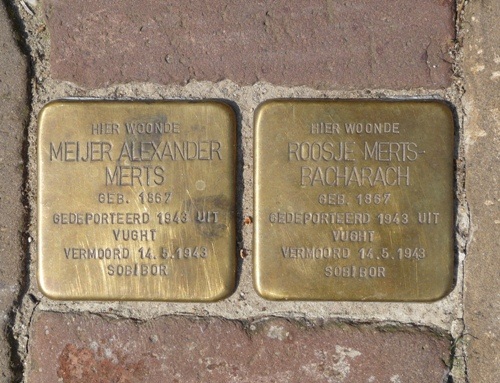 HIER WOONDE
MEIJER ALEXANDER
MERTS
GEB. 1867
GEDEPORTEERD 1943 UIT
VUGHT
VERMOORD 14.5.1943
SOBIBOR
HIER WOONDE
ROOSJE MERTS-
BACHARACH
GEB. 1867
GEDEPORTEERD 1943 UIT
VUGHT
VERMOORD 14.5.1943
SOBIBOR